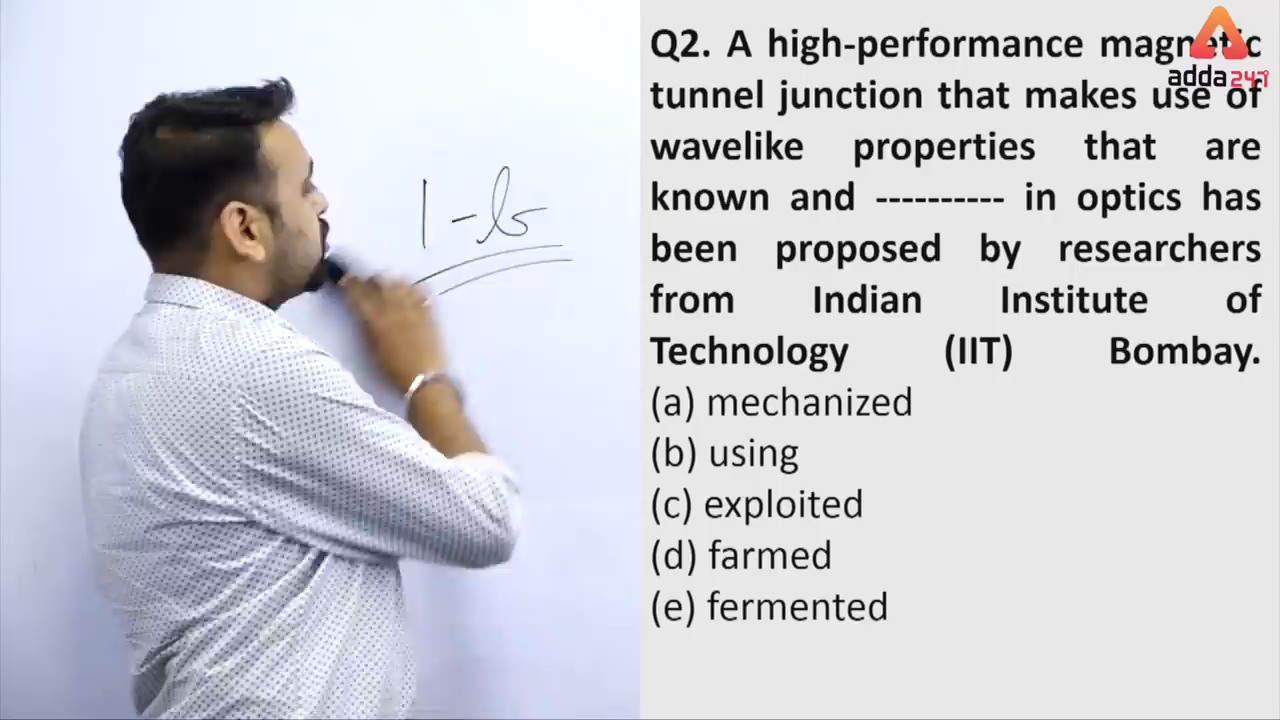 1-b
Q2. A high-performance magnetic
tunnel junction that makes use of
wavelike properties that are
known and ---------- in optics has
been proposed by researchers
from Indian Institute of
Technology (IIT) Bombay.
(a) mechanized
(b) using
(c) exploited
(d) farmed
(e) fermented
adda247